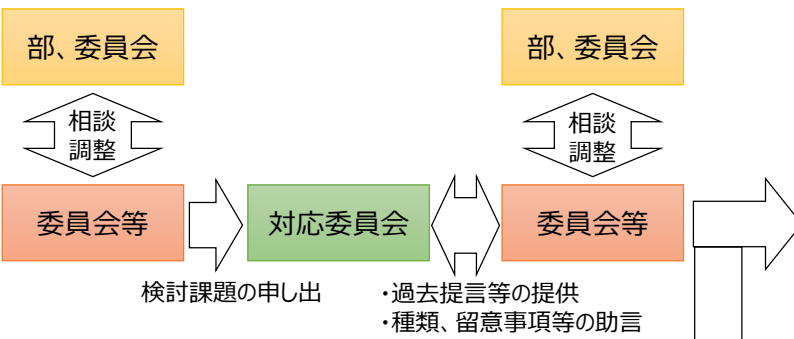 部、委員会
部、委員会
相談
調整
相談
調整
委員会等
対応委員会
委員会等
検討課題の申し出
・過去提言等の提供
・種類、留意事項等の助言